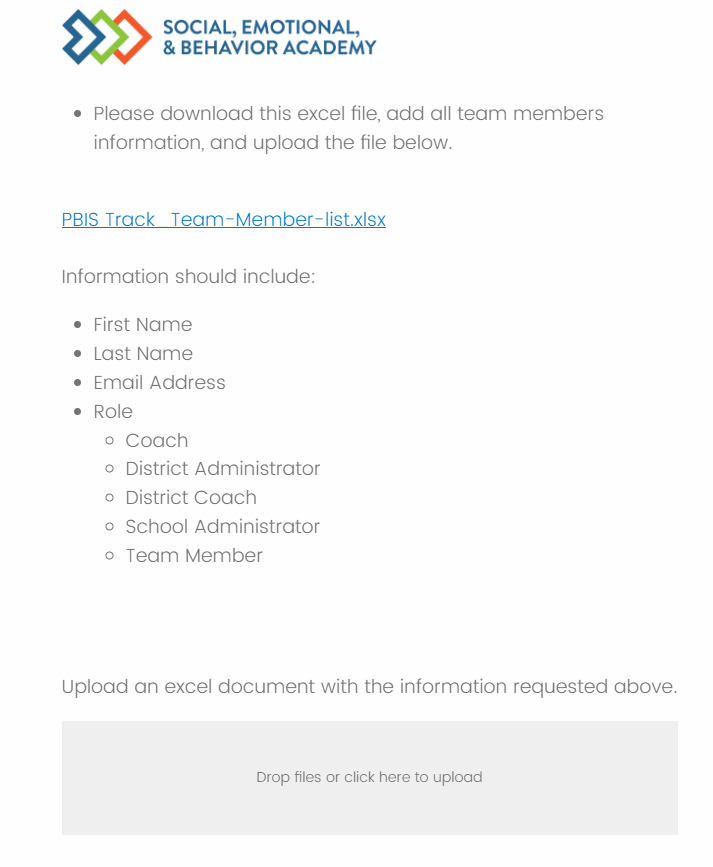 SOCIAL, EMOTIONAL,
& BEHAVIOR ACADEMY
Please download this excel file, add all team members
information, and upload the file below.
PBIS Track_Team-Member-list.xlsx
Information should include:
First Name
Last Name
Email Address
Role
Coach
District Administrator
District Coach
School Administrator
Team Member
Upload an excel document with the information requested above.
Drop files or click here to upload